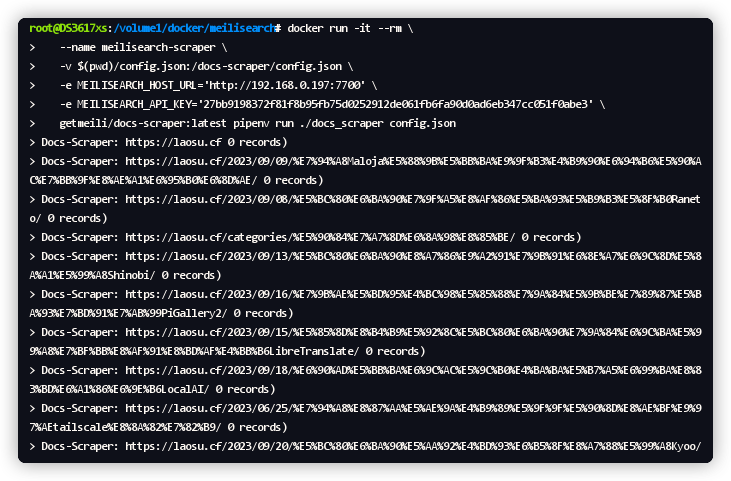 root@DS3617xs:/volume1/docker/meilisearch# docker run -it --rm \
>    --name meilisearch-scraper \
>    -v $(pwd)/config.json:/docs-scraper/config.json \
>    -e MEILISEARCH_HOST_URL='http://192.168.0.197:7700' \
>    -e MEILISEARCH_API_KEY='27bb9198372f81f8b95fb75d0252912de061fb6fa90d0ad6eb347cc051f0abe3' \
>    getmeili/docs-scraper:latest pipenv run ./docs_scraper config.json
> Docs-Scraper: https://laosu.cf 0 records)
> Docs-Scraper: https://laosu.cf/2023/09/09/%E7%94%A8Maloja%E5%88%9B%E5%BB%BA%E9%9F%B3%E4%B9%90%E6%94%B6%E5%90%A
C%E7%BB%9F%E8%AE%A1%E6%95%B0%E6%8D%AE/ 0 records)
> Docs-Scraper: https://laosu.cf/2023/09/08/%E5%BC%80%E6%BA%90%E7%9F%A5%E8%AF%86%E5%BA%93%E5%B9%B3%E5%8F%B0Ranet
o/ 0 records)
> Docs-Scraper: https://laosu.cf/categories/%E5%90%84%E7%A7%8D%E6%8A%98%E8%85%BE/ 0 records)
> Docs-Scraper: https://laosu.cf/2023/09/13/%E5%BC%80%E6%BA%90%E8%A7%86%E9%A2%91%E7%9B%91%E6%8E%A7%E6%9C%8D%E5%8
A%A1%E5%99%A8Shinobi/ 0 records)
> Docs-Scraper: https://laosu.cf/2023/09/16/%E7%9B%AE%E5%BD%95%E4%BC%98%E5%85%88%E7%9A%84%E5%9B%BE%E7%89%87%E5%BA
%93%E7%BD%91%E7%AB%99PiGallery2/ 0 records)
> Docs-Scraper: https://laosu.cf/2023/09/15/%E5%85%8D%E8%B4%B9%E5%92%8C%E5%BC%80%E6%BA%90%E7%9A%84%E6%9C%BA%E5%9
9%A8%E7%BF%BB%E8%AF%91%E8%BD%AF%E4%BB%B6LibreTranslate/ 0 records)
> Docs-Scraper: https://laosu.cf/2023/09/18/%E6%90%AD%E5%BB%BA%E6%9C%AC%E5%9C%B0%E4%BA%BA%E5%B7%A5%E6%99%BA%E8%8
3%BD%E6%A1%86%E6%9E%B6LocalAI/ 0 records)
> Docs-Scraper: https://laosu.cf/2023/06/25/%E7%94%A8%E8%87%AA%E5%AE%9A%E4%B9%89%E5%9F%9F%E5%90%8D%E8%AE%BF%E9%9
7%AEtailscale%E8%8A%82%E7%82%B9/ 0 records)
> Docs-Scraper: https://laosu.cf/2023/09/20/%E5%BC%80%E6%BA%90%E5%AA%92%E4%BD%93%E6%B5%8F%E8%A7%88%E5%99%A8Kyoo/